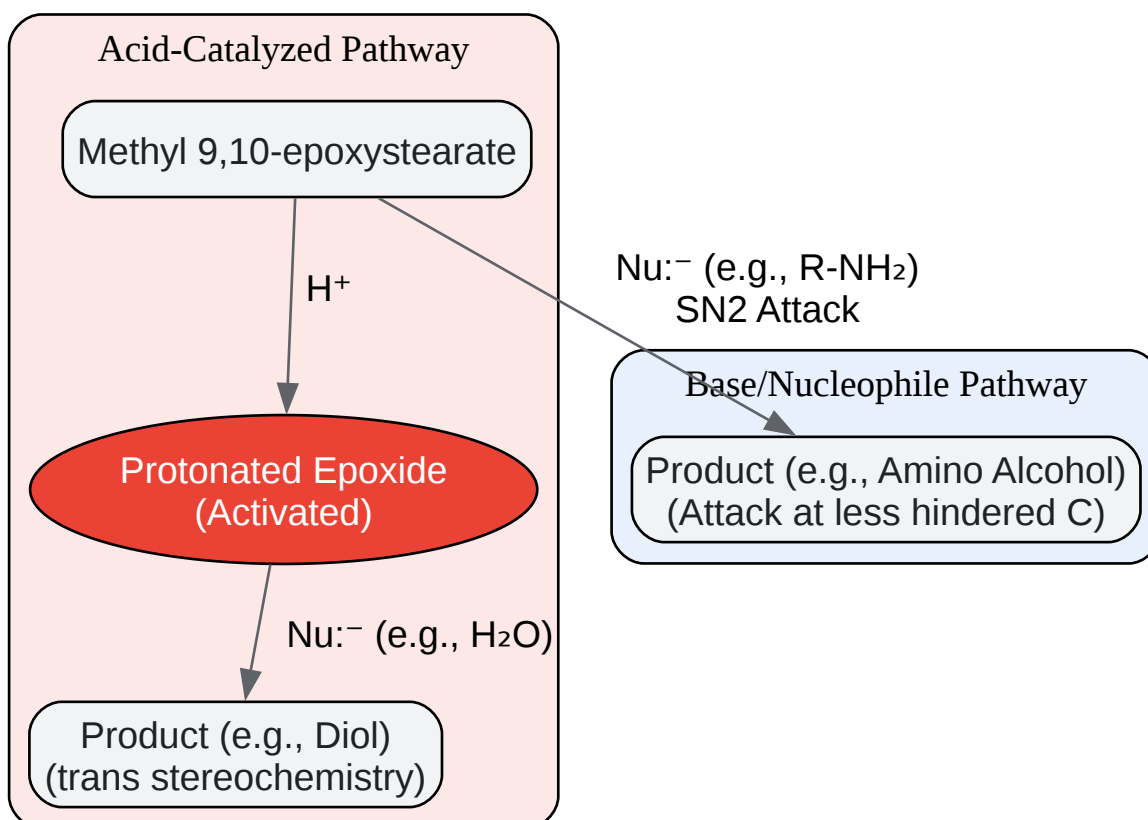 Acid-Catalyzed Pathway
Methyl 9,10-epoxystearate
H⁺
Nu:⁻ (e.g., R-NH₂)
SN2 Attack
Base/Nucleophile Pathway
Product (e.g., Amino Alcohol)
(Attack at less hindered C)
Protonated Epoxide
(Activated)
Nu:⁻ (e.g., H₂O)
Product (e.g., Diol)
(trans stereochemistry)